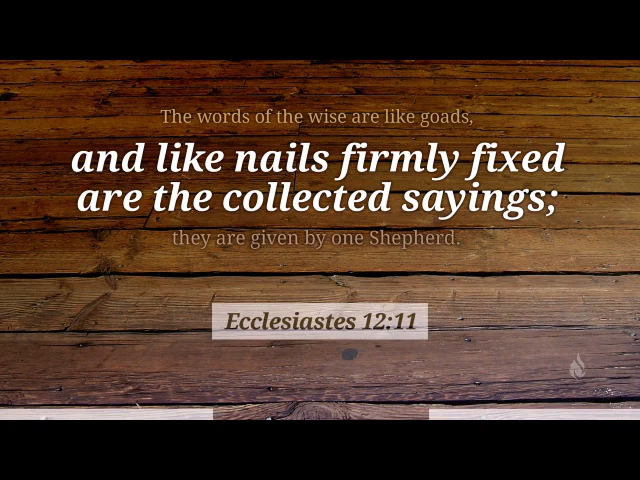 The words of the wise are like goads,
and like nails firmly fixed
are the collected sayings;
they are given by one Shepherd.
Ecclesiastes 12:11